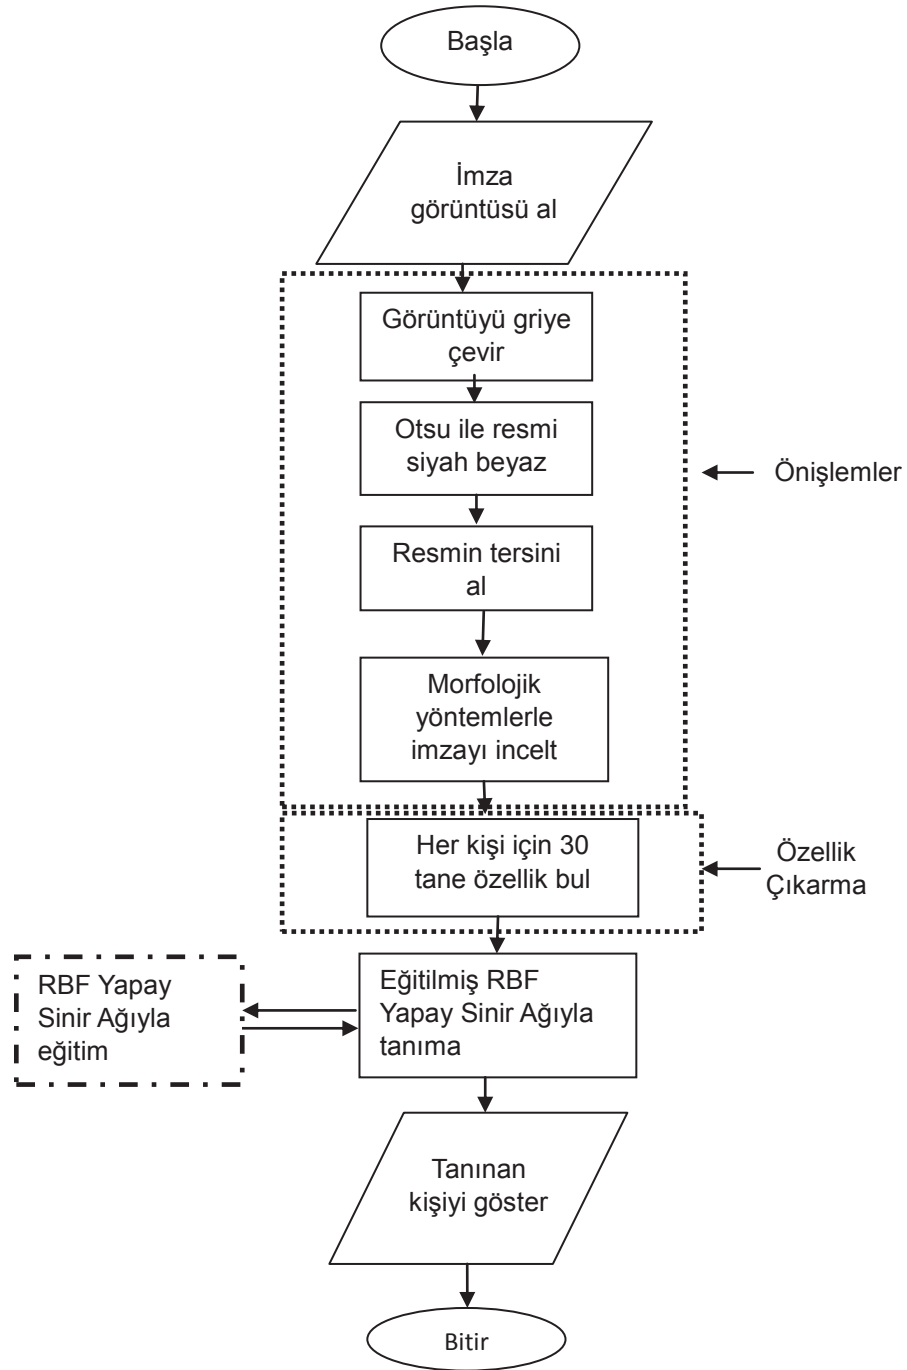 Başla
İmza
görüntüsü al
Görüntüyü griye
çevir
Otsu ile resmi
siyah beyaz
Önişlemler
Resmin tersini
al
Morfolojik
yöntemlerle
imzayı incelt
Her kişi için 30
tane özellik bul
Özellik
Çıkarma
RBF Yapay
Sinir Ağıyla
eğitim
Eğitilmiş RBF
Yapay Sinir Ağıyla
tanıma
Tanınan
kişiyi göster
Bitir